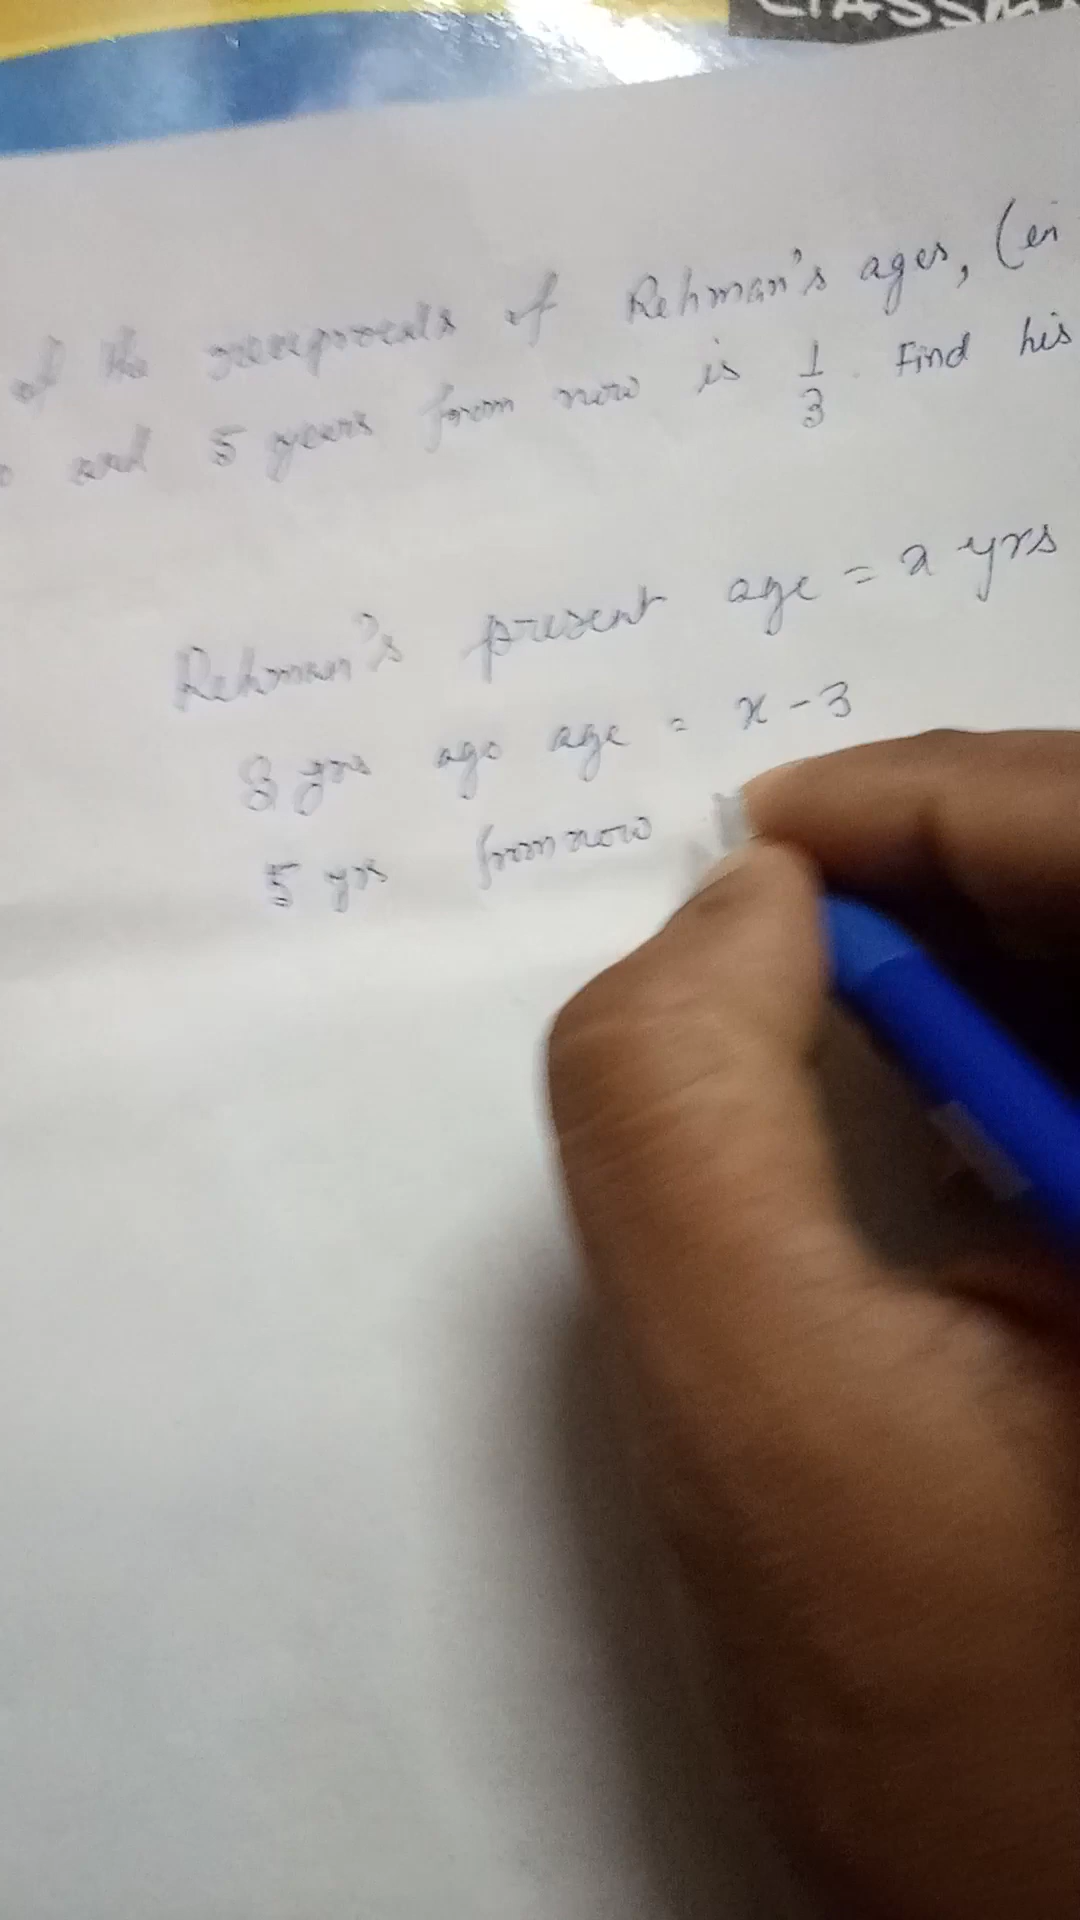 CLASSM
of the reciprocals of Rehman's ages, (in
and 5 years from now is 1/3. Find his
Rehman's present age = x yrs
3 yrs ago age = x - 3
5 yrs from now